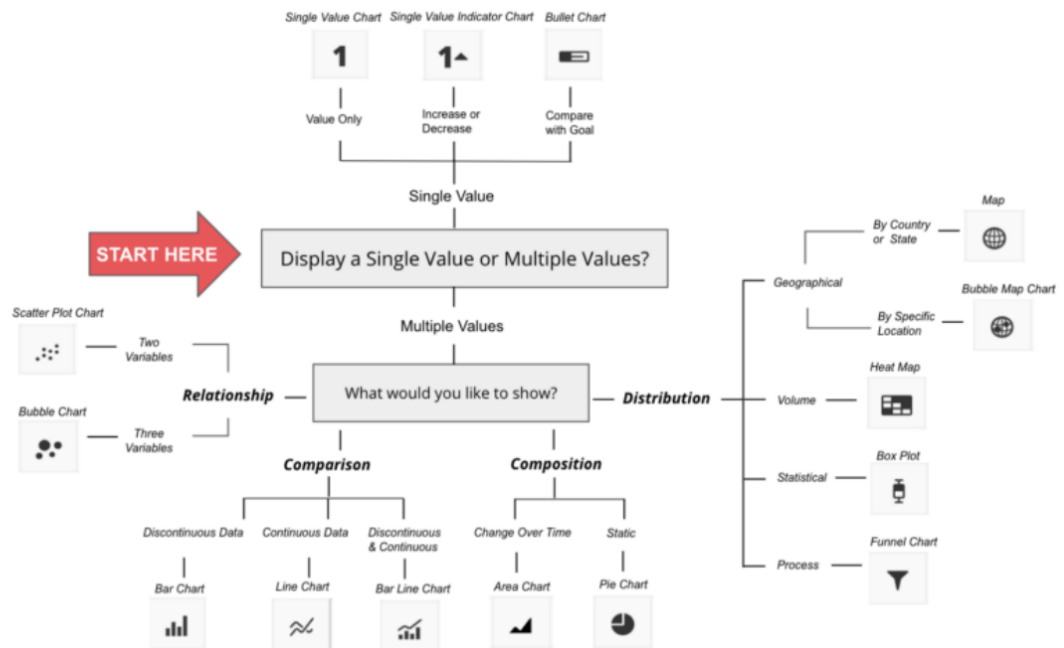 Single Value Chart
Single Value Indicator Chart
Bullet Chart
1
1
Value Only
Increase or
Decrease
Compare
with Goal
Single Value
START HERE
Display a Single Value or Multiple Values?
Multiple Values
What would you like to show?
Relationship
Two
Variables
Scatter Plot Chart
Three
Variables
Bubble Chart
Comparison
Discontinuous Data
Continuous Data
Discontinuous
& Continuous
Bar Chart
Line Chart
Bar Line Chart
Composition
Change Over Time
Static
Area Chart
Pie Chart
Distribution
Geographical
By Country
or State
Map
By Specific
Location
Bubble Map Chart
Volume
Heat Map
Statistical
Box Plot
Process
Funnel Chart